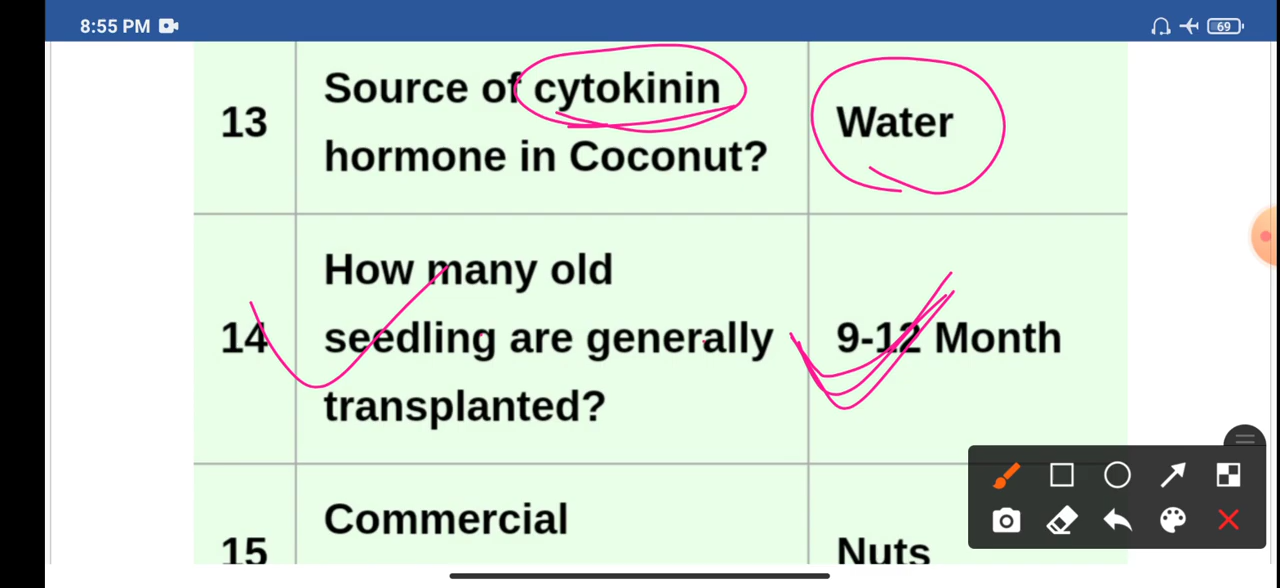 8:55 PM
69
13
Source of cytokinin
hormone in Coconut?
Water
14
How many old
seedling are generally
transplanted?
9-12 Month
15
Commercial
Nuts